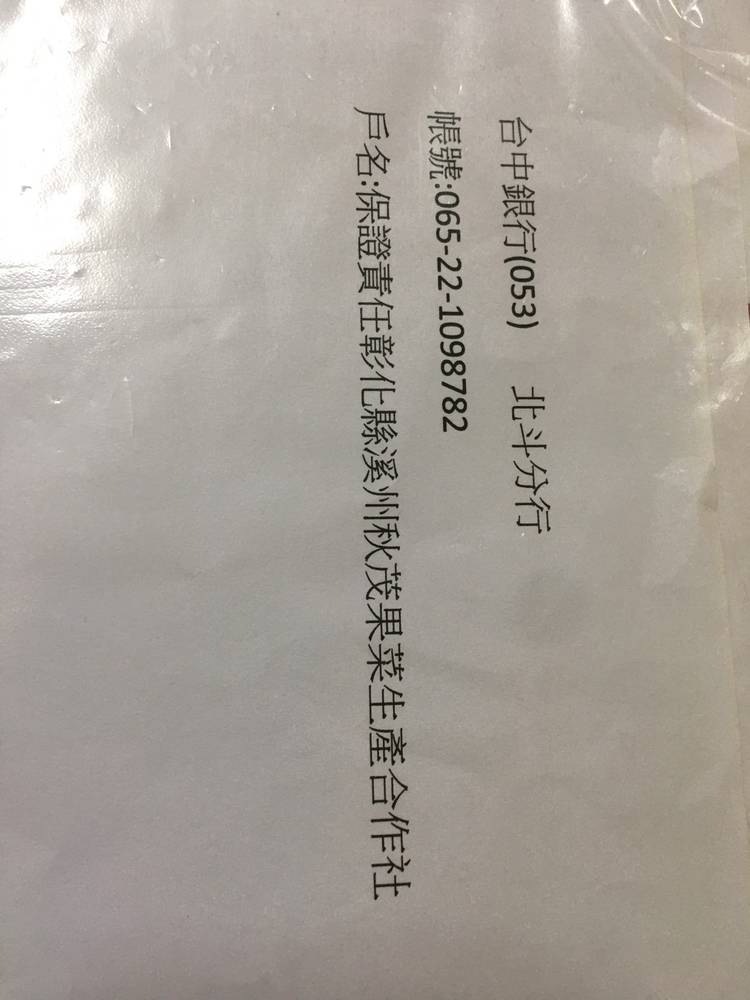 台中銀行(053) 北斗分行
帳號:065-22-1098782
戶名:保證責任彰化縣溪州秋茂果菜生產合作社